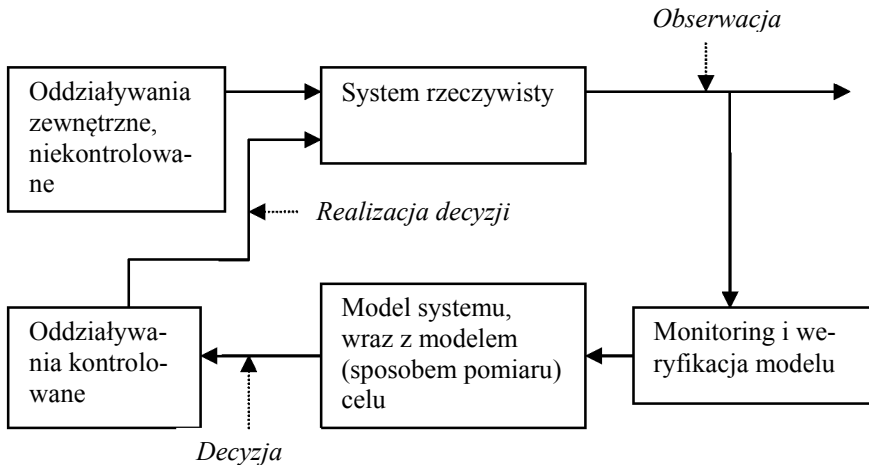 Obserwacja
Oddziaływania
zewnętrzne,
niekontrolowa-
ne
System rzeczywisty
Realizacja decyzji
Oddziaływa-
nia kontrolo-
wane
Model systemu,
wraz z modelem
(sposobem pomiaru)
celu
Monitoring i we-
ryfikacja modelu
Decyzja